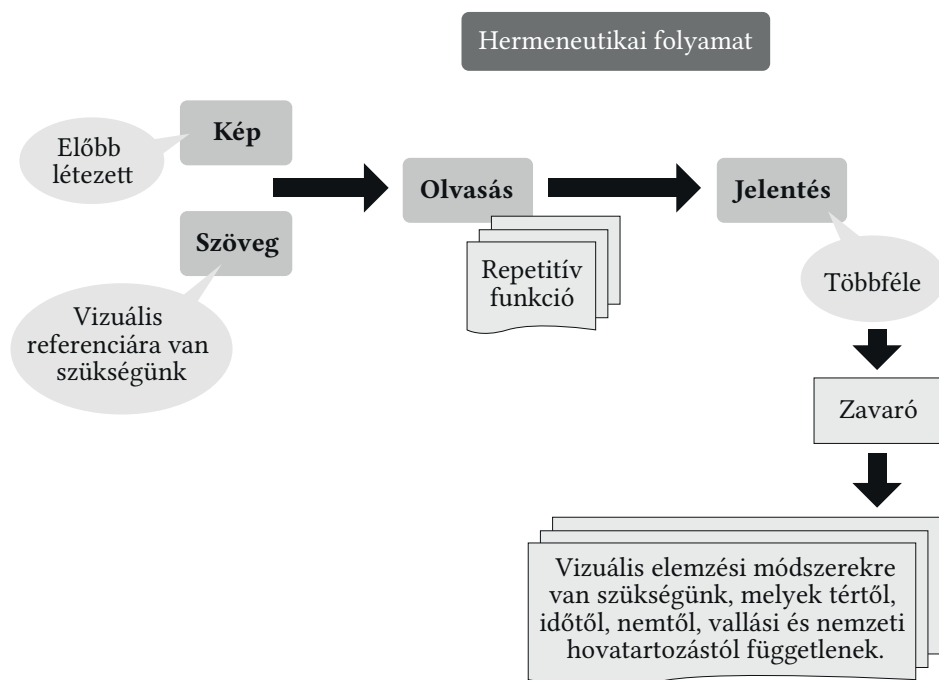 Hermeneutikai folyamat
Kép
Előbb
létezett
Olvasás
Jelentés
Szöveg
Repetitív
funkció
Többféle
Vizuális
referenciára van
szükségünk
Zavaró
Vizuális elemzési módszerekre
van szükségünk, melyek tértől,
időtől, nemtől, vallási és nemzeti
hovatartozástól függetlenek.